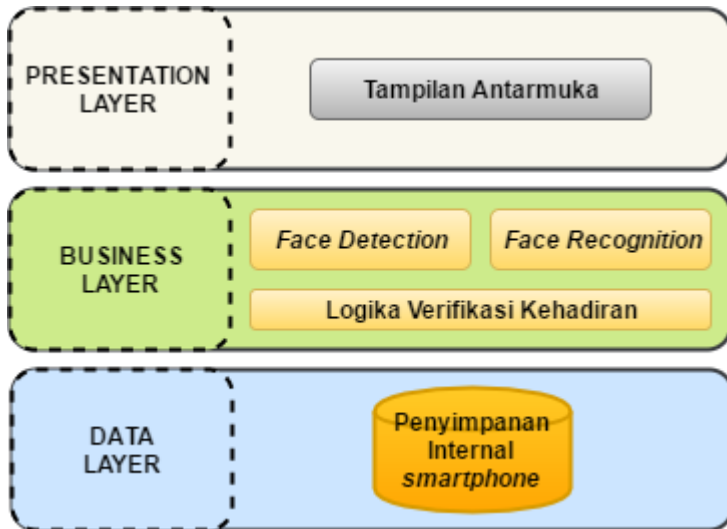 PRESENTATION
LAYER
Tampilan Antarmuka
BUSINESS
LAYER
Face Detection
Face Recognition
Logika Verifikasi Kehadiran
DATA
LAYER
Penyimpanan
Internal
smartphone